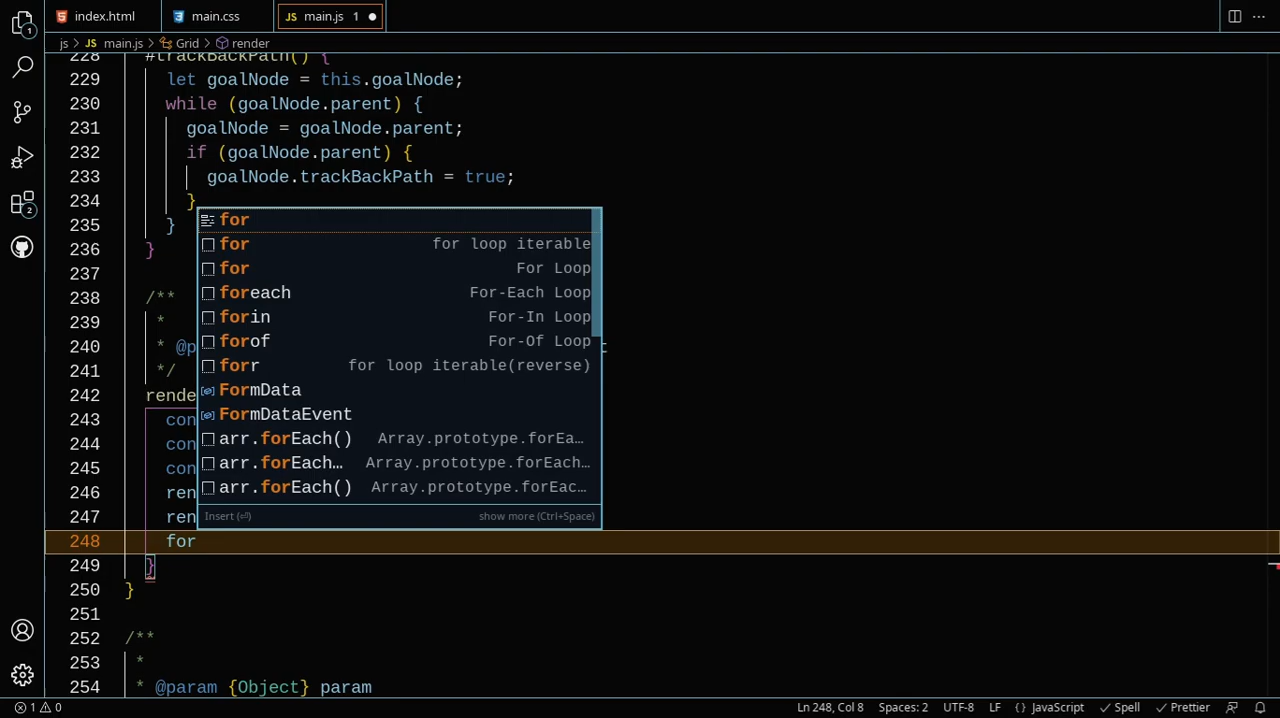 index.html
main.css
JS main.js 1
js > JS main.js > Grid > render
228 #trackBackPath() {
229 let goalNode = this.goalNode;
230 while (goalNode.parent) {
231 goalNode = goalNode.parent;
232 if (goalNode.parent) {
233 goalNode.trackBackPath = true;
234 }
235 }
236 }
237
238 /**
239 *
240 * @p
241 */
242 rende
243 con
244 con
245 con
246 ren
247 ren
248 for
249 }
250 }
251
252 /**
253 *
254 * @param {Object} param
for
for for loop iterable
for For Loop
foreach For-Each Loop
forin For-In Loop
forof For-Of Loop
forr for loop iterable(reverse)
FormData
FormDataEvent
arr.forEach() Array.prototype.forEa…
arr.forEach… Array.prototype.forEach…
arr.forEach() Array.prototype.forEac…
Insert (⏎) show more (Ctrl+Space)
1
2
1 0
Ln 248, Col 8
Spaces: 2
UTF-8
LF
{} JavaScript
Spell
Prettier